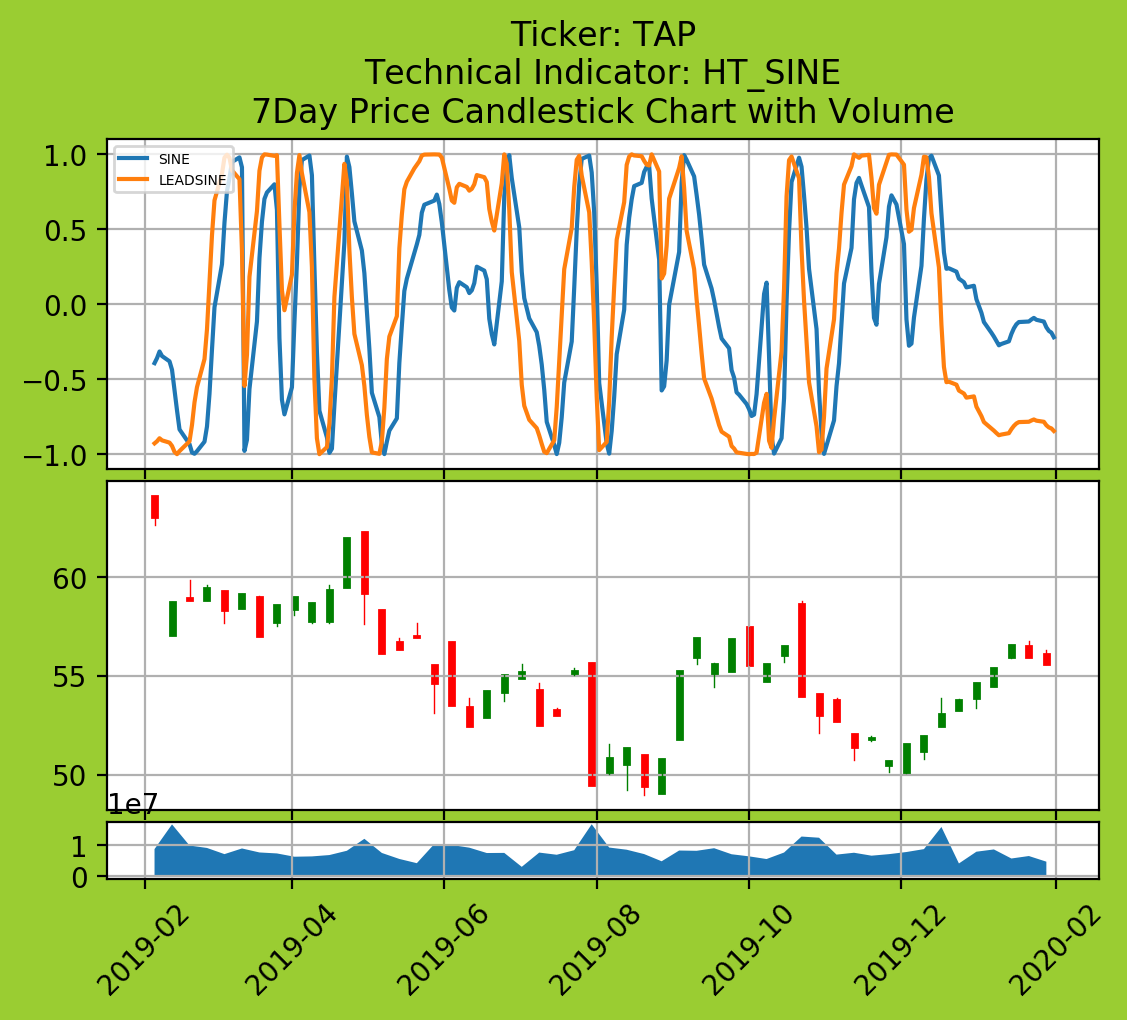 Ticker: TAP
Technical Indicator: HT_SINE
7Day Price Candlestick Chart with Volume
1.0
0.5
0.0
−0.5
−1.0
SINE
LEADSINE
60
55
50
1e7
1
0
2019-02
2019-04
2019-06
2019-08
2019-10
2019-12
2020-02